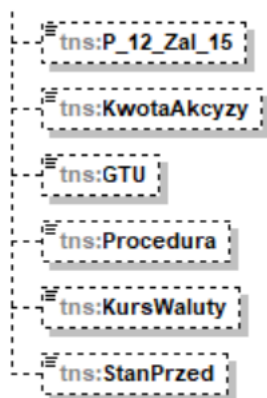 tns:P_12_Zal_15
tns:KwotaAkcyzy
tns:GTU
tns:Procedura
tns:KursWaluty
tns:StanPrzed